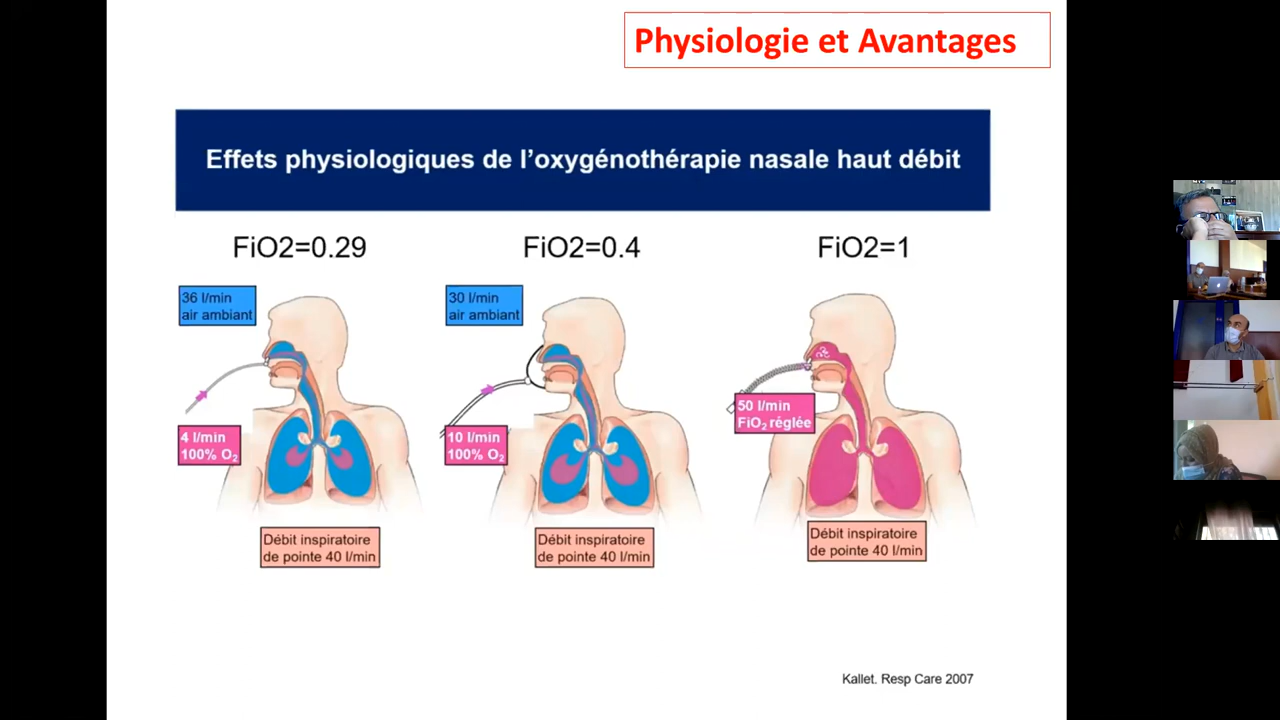 Physiologie et Avantages
Effets physiologiques de l'oxygénothérapie nasale haut débit
FiO2=0.29
FiO2=0.4
FiO2=1
36 l/min
air ambiant
30 l/min
air ambiant
4 l/min
100% O₂
10 l/min
100% O₂
50 l/min
FiO₂ réglée
Débit inspiratoire
de pointe 40 l/min
Débit inspiratoire
de pointe 40 l/min
Débit inspiratoire
de pointe 40 l/min
Kallet. Resp Care 2007